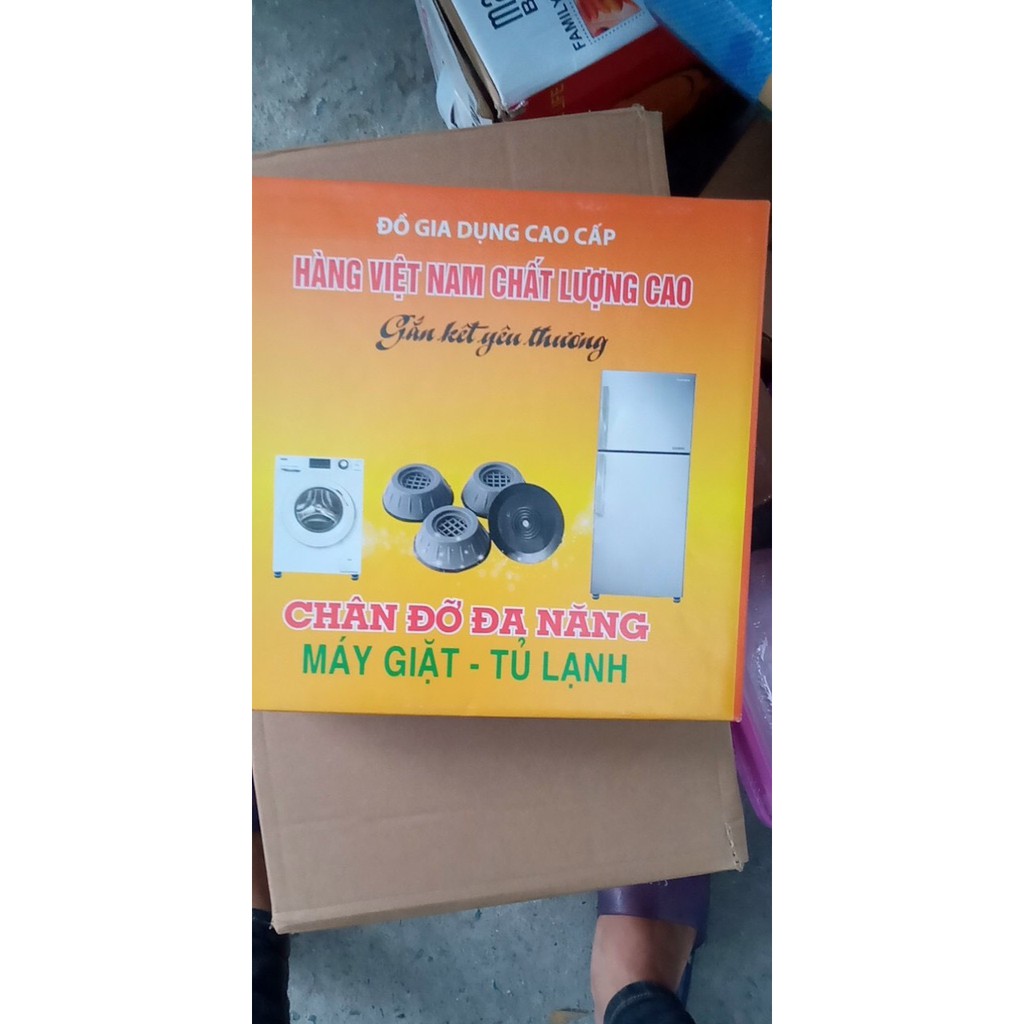 FAMILY
ĐỒ GIA DỤNG CAO CẤP
HÀNG VIỆT NAM CHẤT LƯỢNG CAO
Gắn kết yêu thương
CHÂN ĐỠ ĐA NĂNG
MÁY GIẶT - TỦ LẠNH